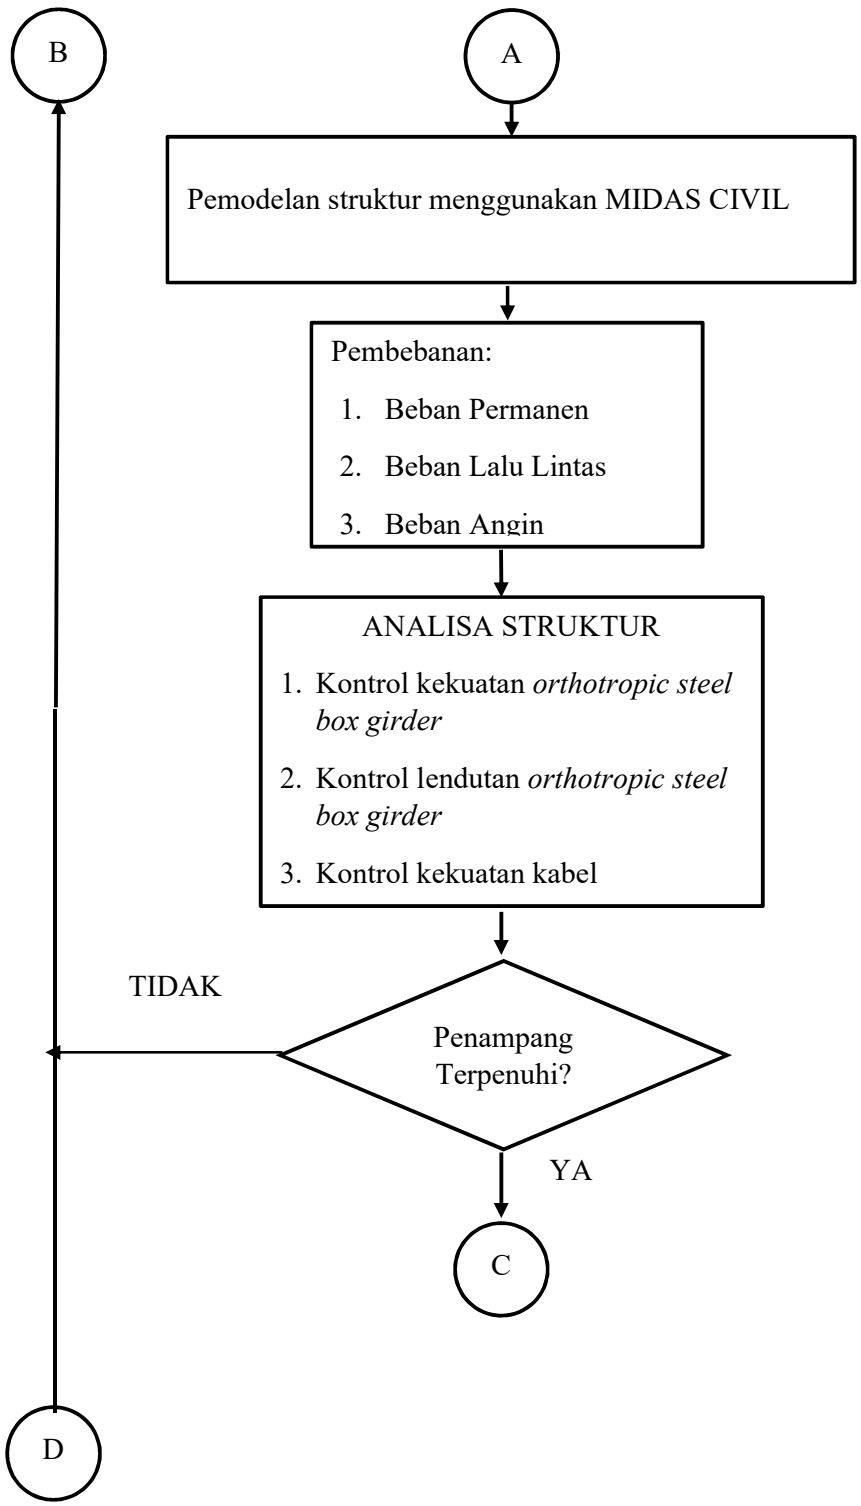 B
A
Pemodelan struktur menggunakan MIDAS CIVIL
Pembebanan:
1. Beban Permanen
2. Beban Lalu Lintas
3. Beban Angin
ANALISA STRUKTUR
1. Kontrol kekuatan orthotropic steel
box girder
2. Kontrol lendutan orthotropic steel
box girder
3. Kontrol kekuatan kabel
TIDAK
Penampang
Terpenuhi?
YA
C
D